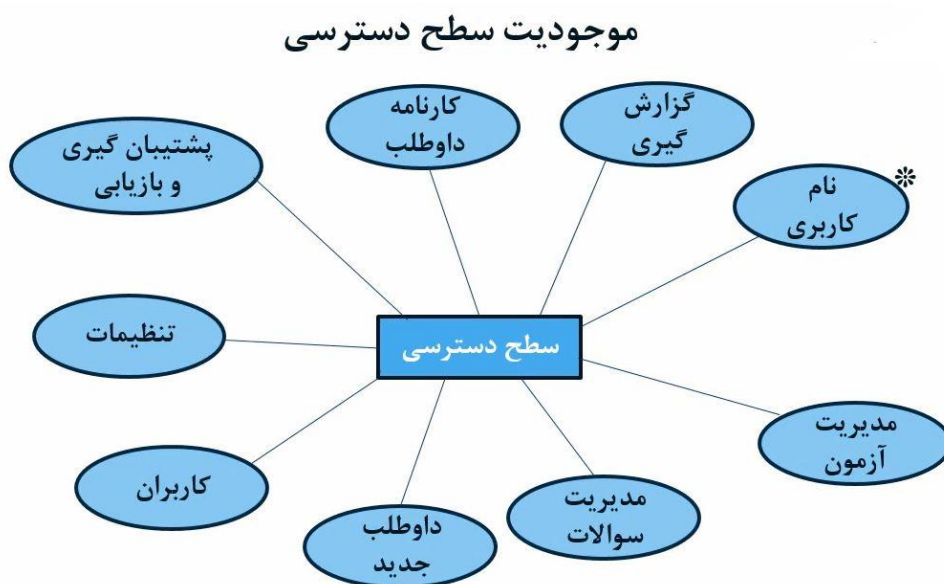 موجودیت سطح دسترسی
گزارش
گیری
کارنامه
داوطلب
پشتیبان گیری
و بازیابی
نام
کاربری
سطح دسترسی
تنظیمات
مدیریت
آزمون
کاربران
مدیریت
سوالات
داوطلب
جدید